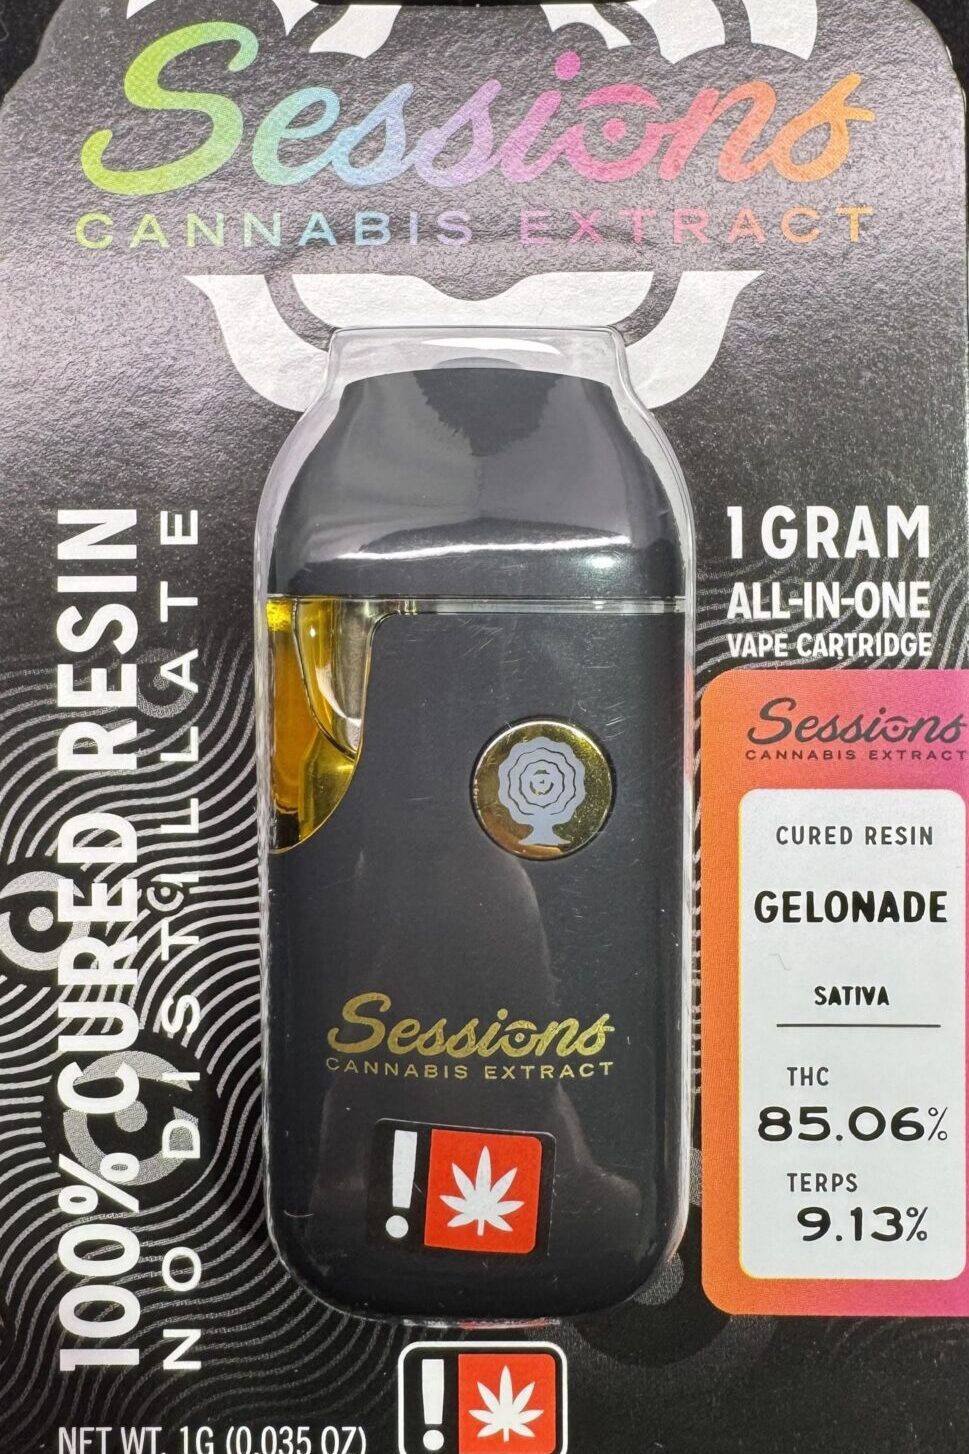 Sessions
CANNABIS EXTRACT
100% CURED RESIN
NO DISTILLATE
1 GRAM
ALL-IN-ONE
VAPE CARTRIDGE
Sessions
CANNABIS EXTRACT
CURED RESIN
GELONADE
SATIVA
THC
85.06%
TERPS
9.13%
Sessions
CANNABIS EXTRACT
!
!
NET WT. 1G (0.035 OZ)